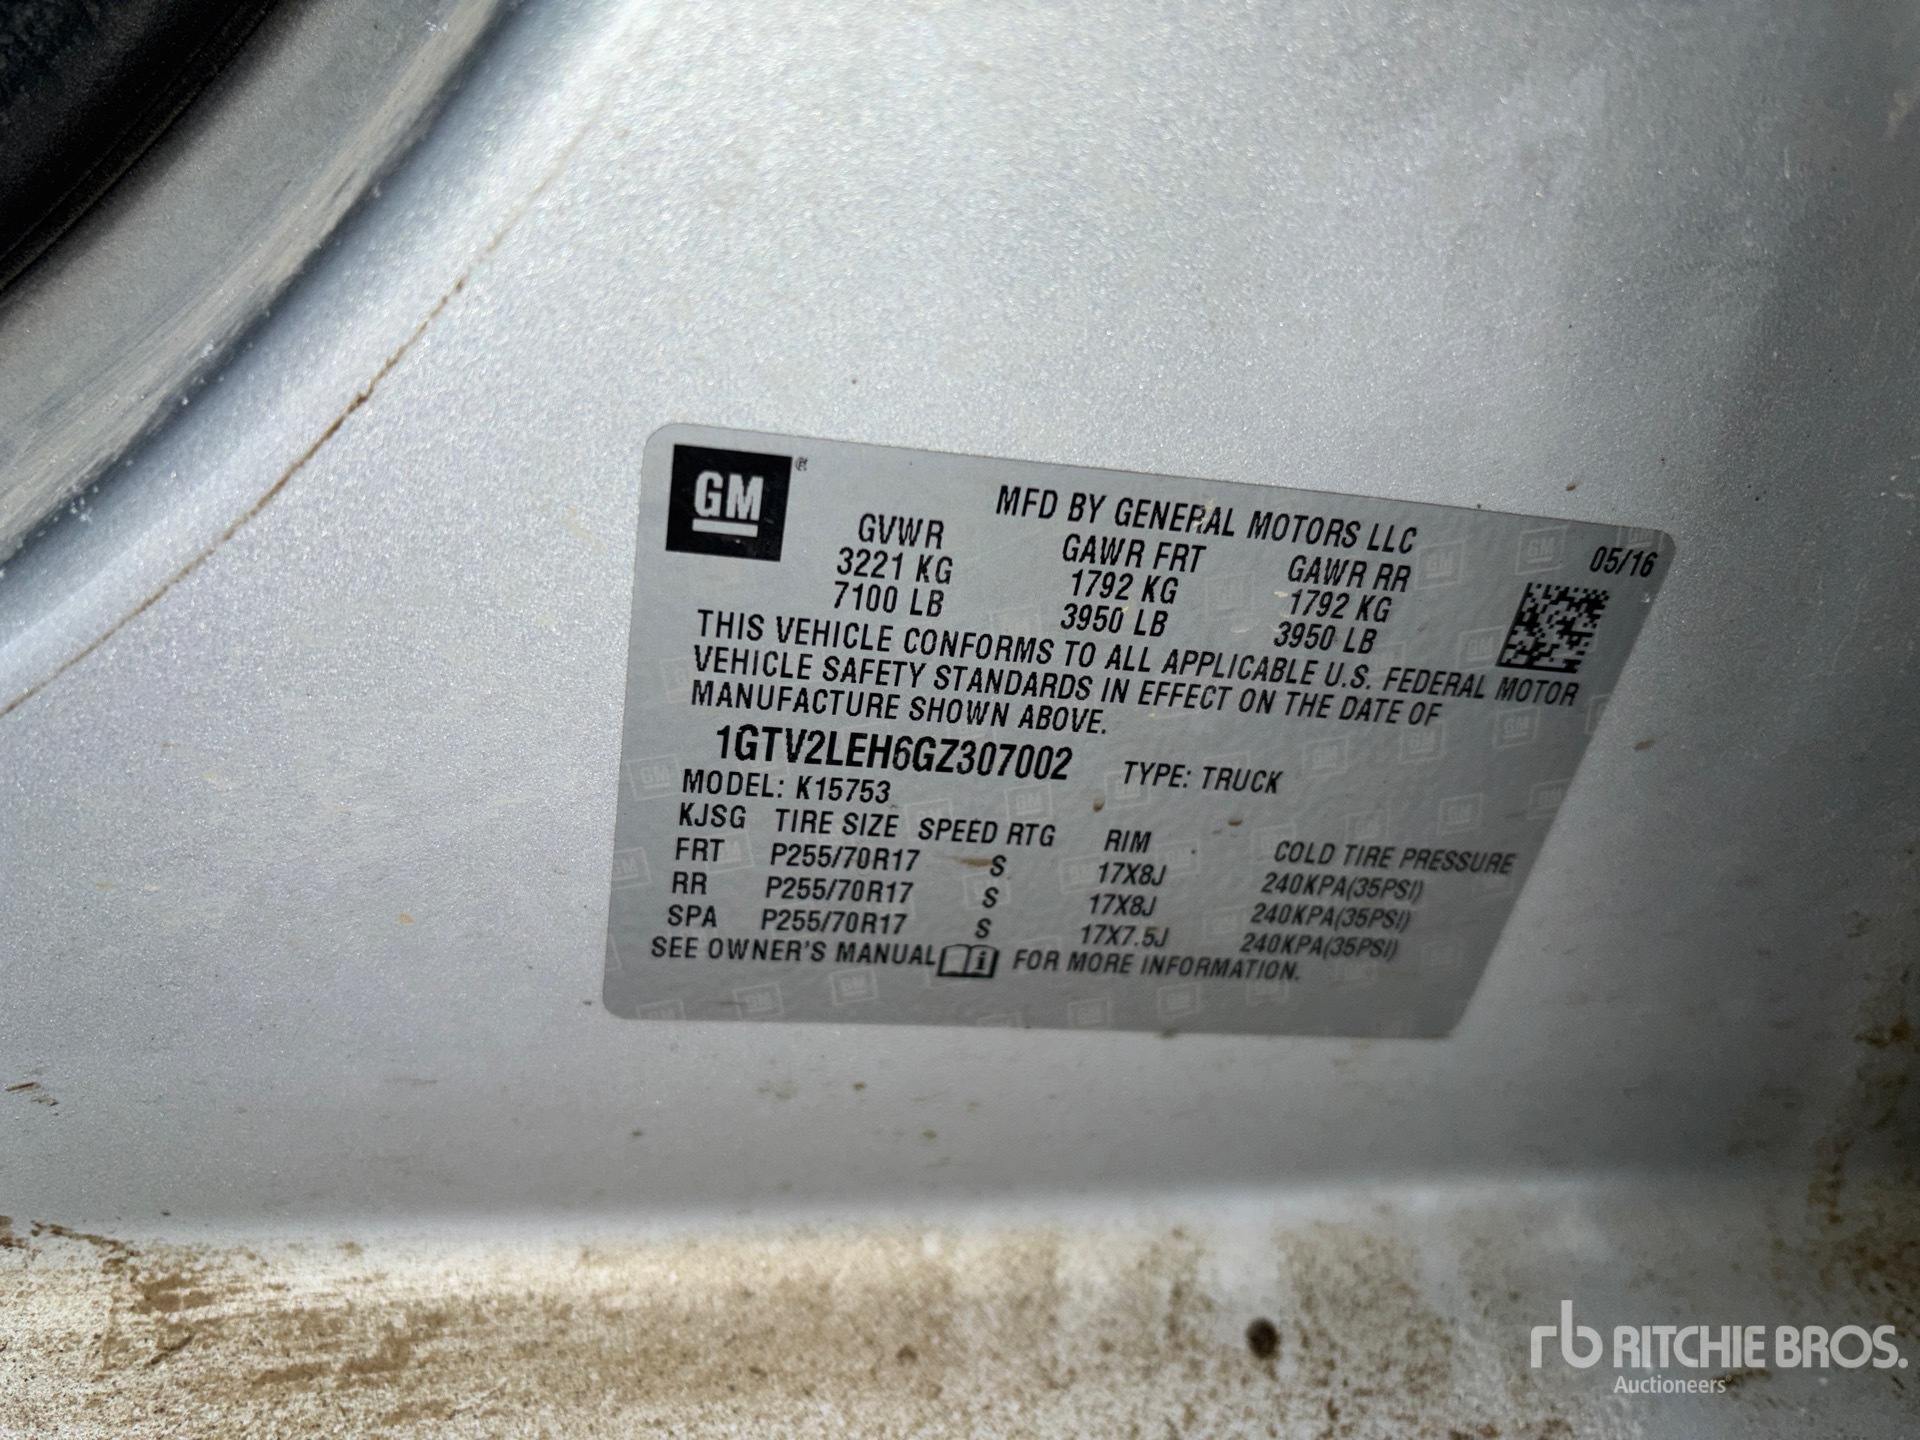 GM
MFD BY GENERAL MOTORS LLC
05/16
GVWR GAWR FRT GAWR RR
3221 KG 1792 KG 1792 KG
7100 LB 3950 LB 3950 LB
THIS VEHICLE CONFORMS TO ALL APPLICABLE U.S. FEDERAL MOTOR
VEHICLE SAFETY STANDARDS IN EFFECT ON THE DATE OF
MANUFACTURE SHOWN ABOVE.
1GTV2LEH6GZ307002 TYPE: TRUCK
MODEL: K15753
KJSG TIRE SIZE SPEED RTG RIM COLD TIRE PRESSURE
FRT P255/70R17 S 17X8J 240KPA(35PSI)
RR P255/70R17 S 17X8J 240KPA(35PSI)
SPA P255/70R17 S 17X7.5J 240KPA(35PSI)
SEE OWNER'S MANUAL i FOR MORE INFORMATION.
rb RITCHIE BROS.
Auctioneers